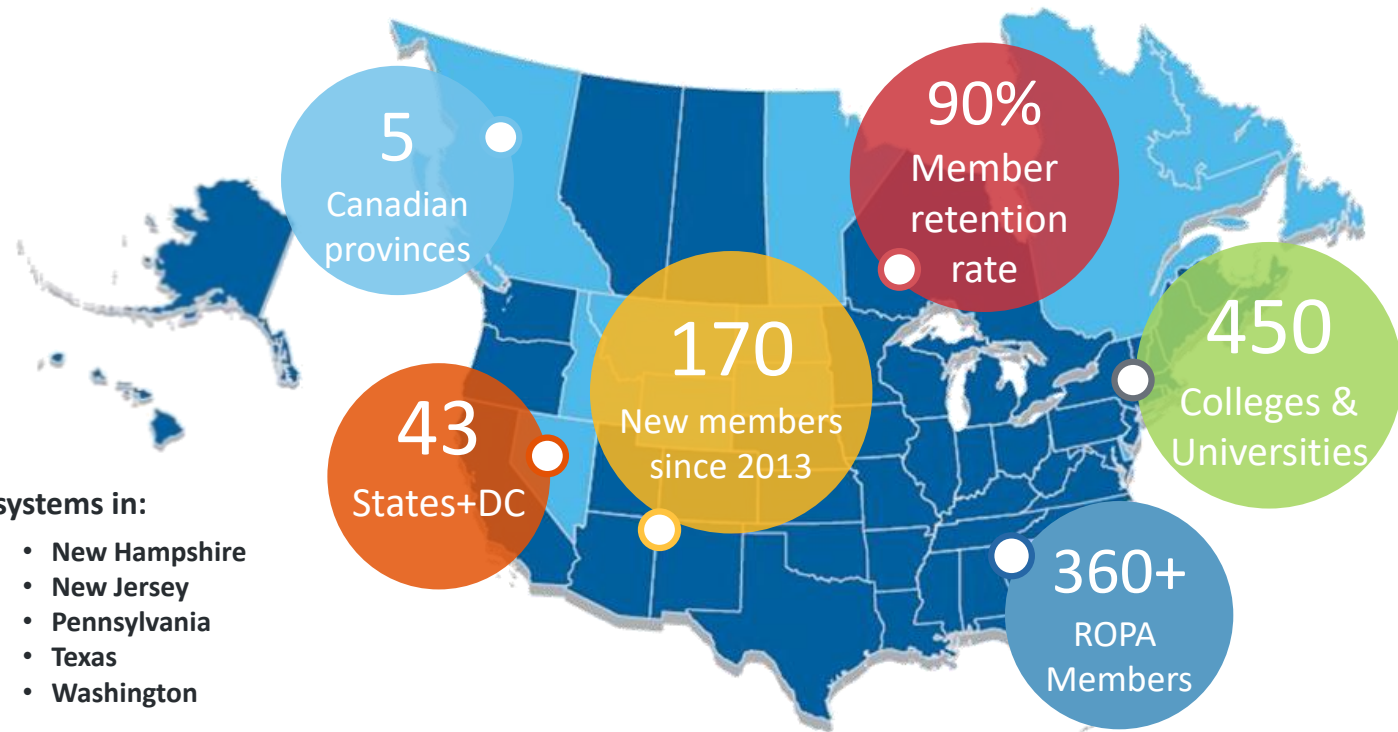 5
Canadian
provinces
90%
Member
retention
rate
170
New members
since 2013
450
Colleges &
Universities
43
States+DC
360+
ROPA
Members
systems in:
• New Hampshire
• New Jersey
• Pennsylvania
• Texas
• Washington